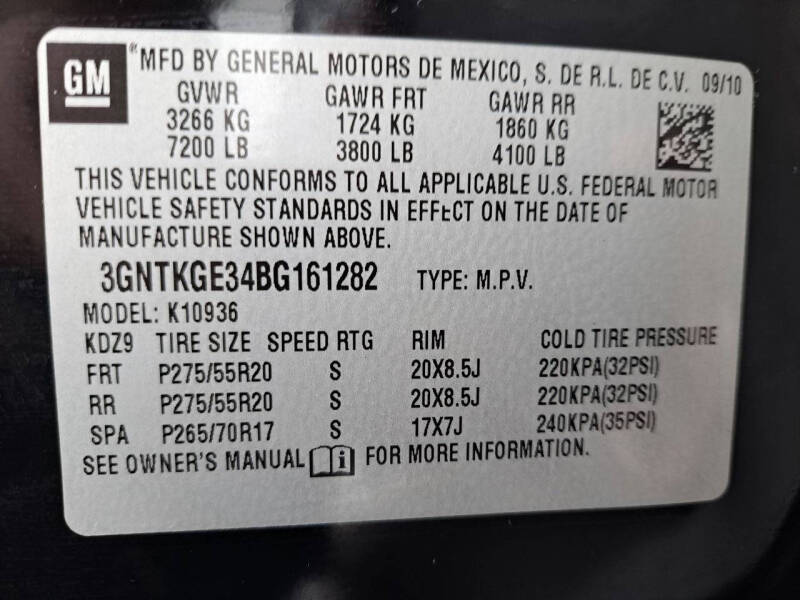 GM
*MFD BY GENERAL MOTORS DE MEXICO, S. DE R.L. DE C.V. 09/10
GVWR GAWR FRT GAWR RR
3266 KG 1724 KG 1860 KG
7200 LB 3800 LB 4100 LB
THIS VEHICLE CONFORMS TO ALL APPLICABLE U.S. FEDERAL MOTOR
VEHICLE SAFETY STANDARDS IN EFFECT ON THE DATE OF
MANUFACTURE SHOWN ABOVE.
3GNTKGE34BG161282 TYPE: M.P.V.
MODEL: K10936
KDZ9 TIRE SIZE SPEED RTG RIM COLD TIRE PRESSURE
FRT P275/55R20 S 20X8.5J 220KPA(32PSI)
RR P275/55R20 S 20X8.5J 220KPA(32PSI)
SPA P265/70R17 S 17X7J 240KPA(35PSI)
SEE OWNER'S MANUAL i FOR MORE INFORMATION.